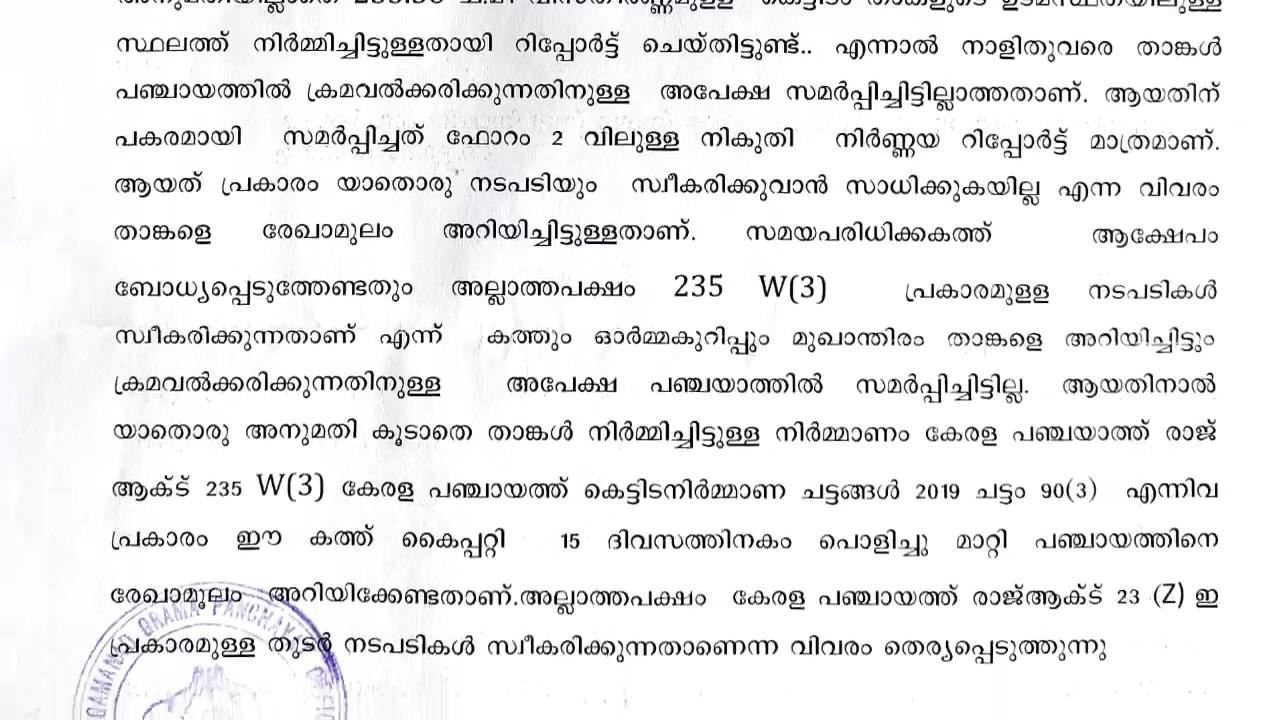 സ്ഥലത്ത് നിർമ്മിച്ചിട്ടുള്ളതായി റിപ്പോർട്ട് ചെയ്തിട്ടുണ്ട്.. എന്നാൽ നാളിതുവരെ താങ്കൾ
പഞ്ചായത്തിൽ ക്രമവൽക്കരിക്കുന്നതിനുള്ള അപേക്ഷ സമർപ്പിച്ചിട്ടില്ലാത്തതാണ്. ആയതിന്
പകരമായി സമർപ്പിച്ചത് ഫോറം 2 വിലുള്ള നികുതി നിർണ്ണയ റിപ്പോർട്ട് മാത്രമാണ്.
ആയത് പ്രകാരം യാതൊരു നടപടിയും സ്വീകരിക്കുവാൻ സാധിക്കുകയില്ല എന്ന വിവരം
താങ്കളെ രേഖാമൂലം അറിയിച്ചിട്ടുള്ളതാണ്. സമയപരിധിക്കകത്ത് ആക്ഷേപം
ബോധ്യപ്പെടുത്തേണ്ടതും അല്ലാത്തപക്ഷം 235 W(3) പ്രകാരമുളള നടപടികൾ
സ്വീകരിക്കുന്നതാണ് എന്ന് കത്തും ഓർമ്മകുറിപ്പും മുഖാന്തിരം താങ്കളെ അറിയിച്ചിട്ടും
ക്രമവൽക്കരിക്കുന്നതിനുള്ള അപേക്ഷ പഞ്ചയാത്തിൽ സമർപ്പിച്ചിട്ടില്ല. ആയതിനാൽ
യാതൊരു അനുമതി കൂടാതെ താങ്കൾ നിർമ്മിച്ചിട്ടുള്ള നിർമ്മാണം കേരള പഞ്ചയാത്ത് രാജ്
ആക്ട് 235 W(3) കേരള പഞ്ചായത്ത് കെട്ടിടനിർമ്മാണ ചട്ടങ്ങൾ 2019 ചട്ടം 90(3) എന്നിവ
പ്രകാരം ഈ കത്ത് കൈപ്പറ്റി 15 ദിവസത്തിനകം പൊളിച്ചു മാറ്റി പഞ്ചായത്തിനെ
രേഖാമൂലം അറിയിക്കേണ്ടതാണ്.അല്ലാത്തപക്ഷം കേരള പഞ്ചായത്ത് രാജ്ആക്ട് 23 (Z) ഇ
പ്രകാരമുള്ള തുടർ നടപടികൾ സ്വീകരിക്കുന്നതാണെന്ന വിവരം തെര്യപ്പെടുത്തുന്നു
GRAMA